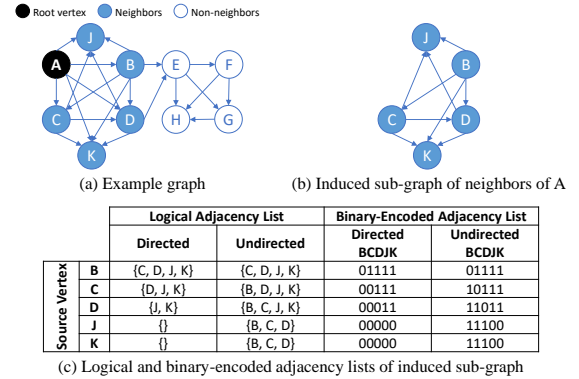 Root vertex Neighbors Non-neighbors
J
A B E F
C D H G
K
(a) Example graph
J
B
C D
K
(b) Induced sub-graph of neighbors of A
Logical Adjacency List Binary-Encoded Adjacency List
Directed Undirected Directed BCDJK Undirected BCDJK
Source Vertex
B {C, D, J, K} {C, D, J, K} 01111 01111
C {D, J, K} {B, D, J, K} 00111 10111
D {J, K} {B, C, J, K} 00011 11011
J {} {B, C, D} 00000 11100
K {} {B, C, D} 00000 11100
(c) Logical and binary-encoded adjacency lists of induced sub-graph